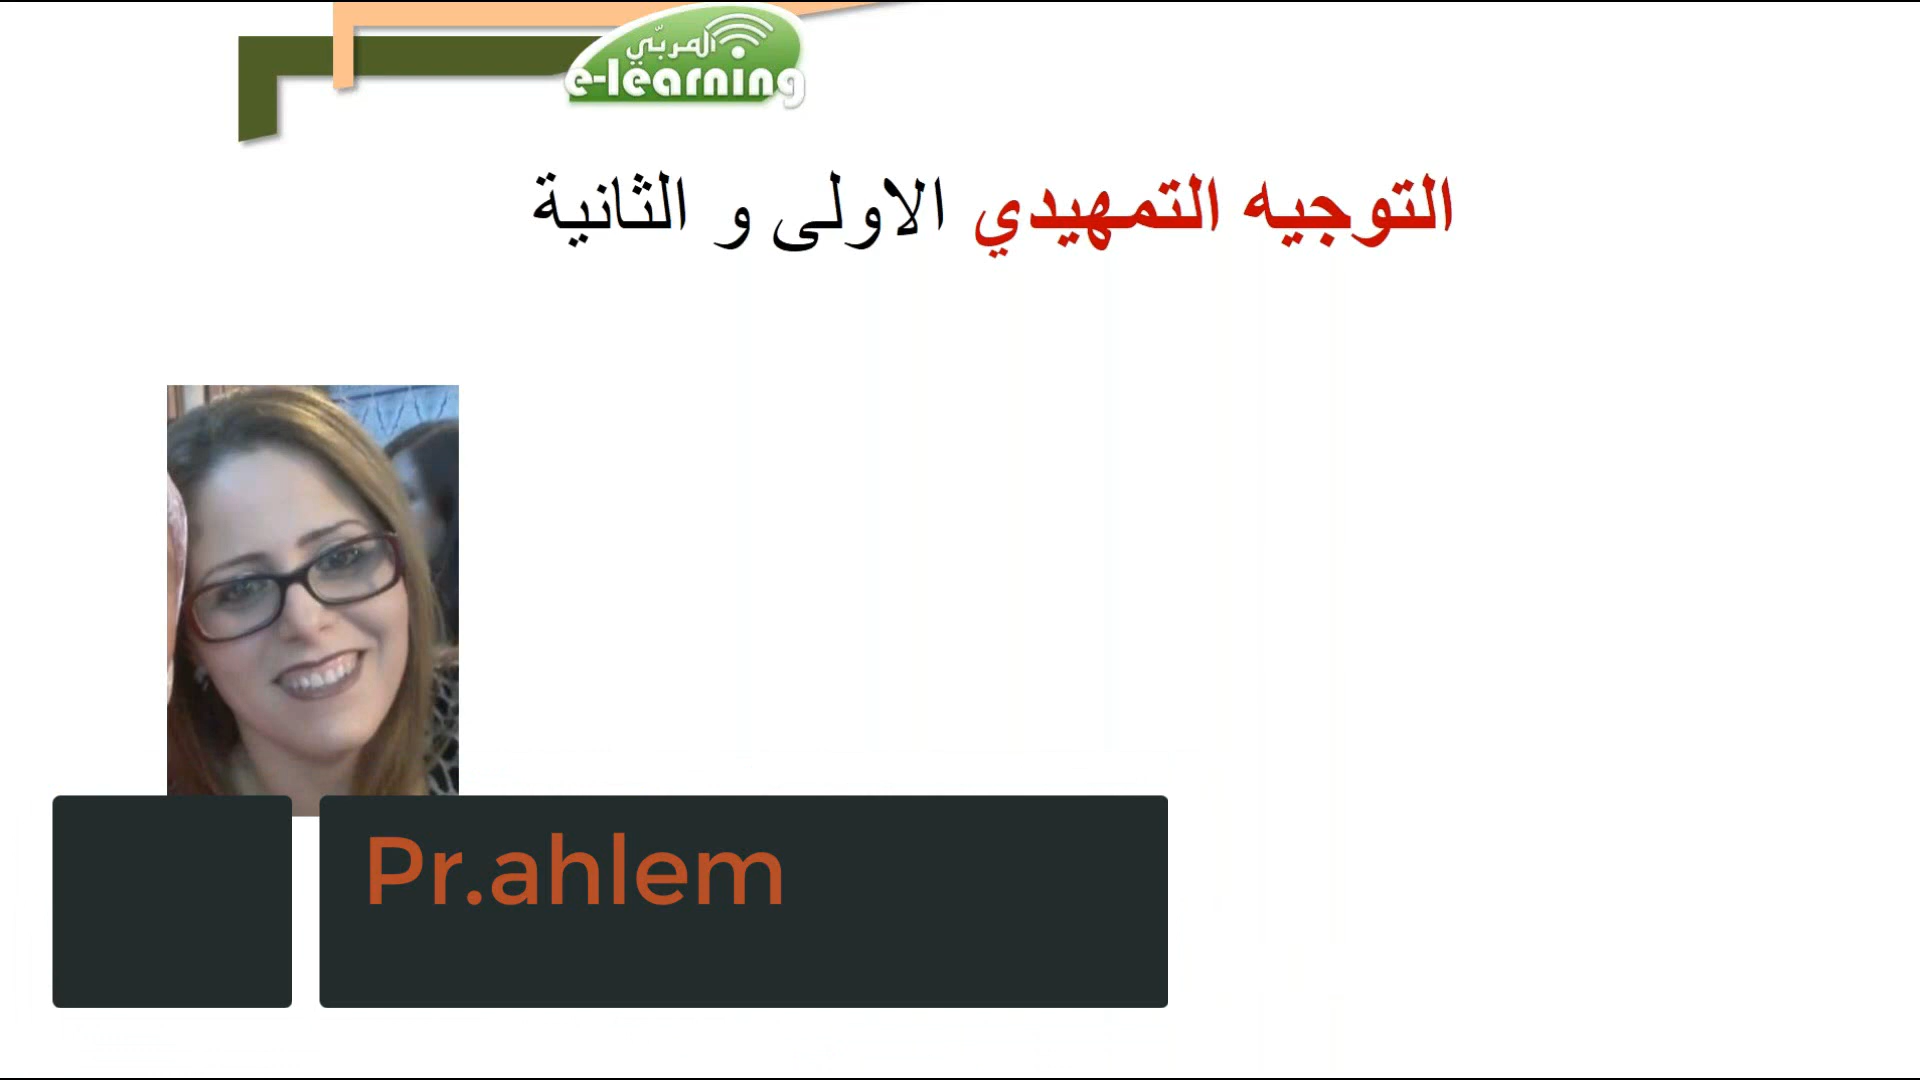 المربّي
e-learning
التوجيه التمهيدي الاولى و الثانية
Pr.ahlem